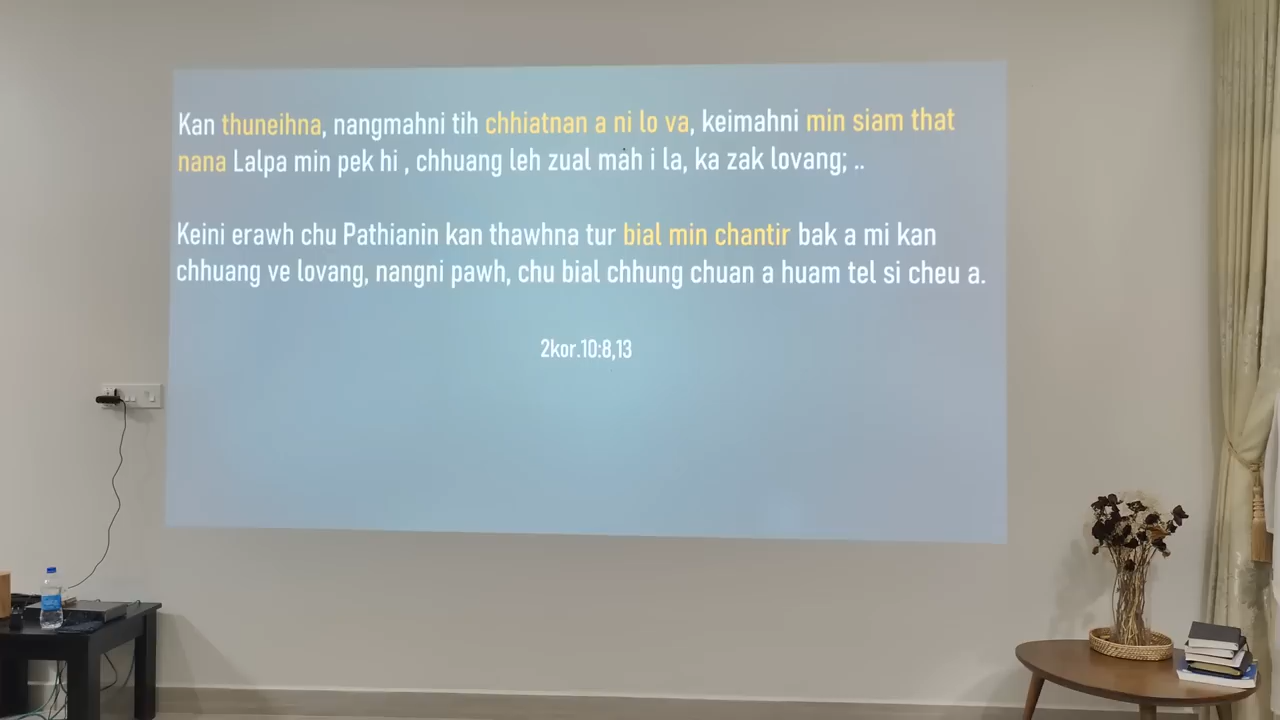 Kan thuneihna, nangmahni tih chhiatnan a ni lo va, keimahni min siam that
nana Lalpa min pek hi , chhuang leh zual mah i la, ka zak lovang; ..
Keini erawh chu Pathianin kan thawhna tur bial min chantir bak a mi kan
chhuang ve lovang, nangni pawh, chu bial chhung chuan a huam tel si cheu a.
2kor.10:8,13